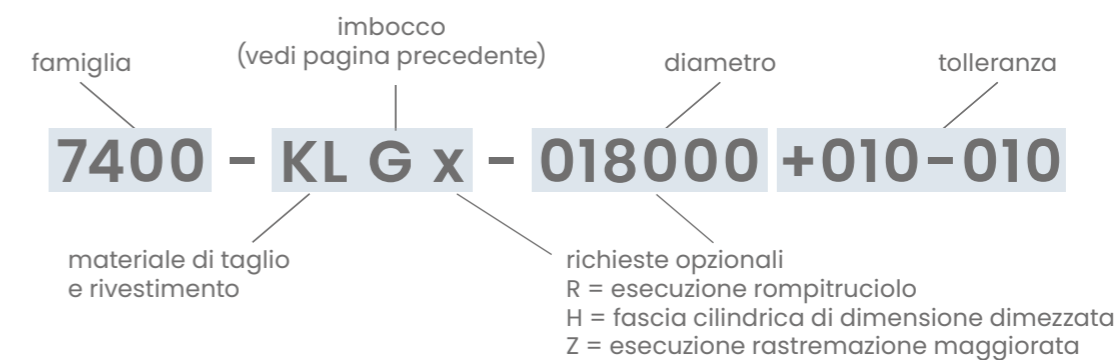 imbocco
(vedi pagina precedente)
famiglia
diametro
tolleranza
7400 - KL G x - 018000 +010-010
materiale di taglio
e rivestimento
richieste opzionali
R = esecuzione rompitruciolo
H = fascia cilindrica di dimensione dimezzata
Z = esecuzione rastremazione maggiorata